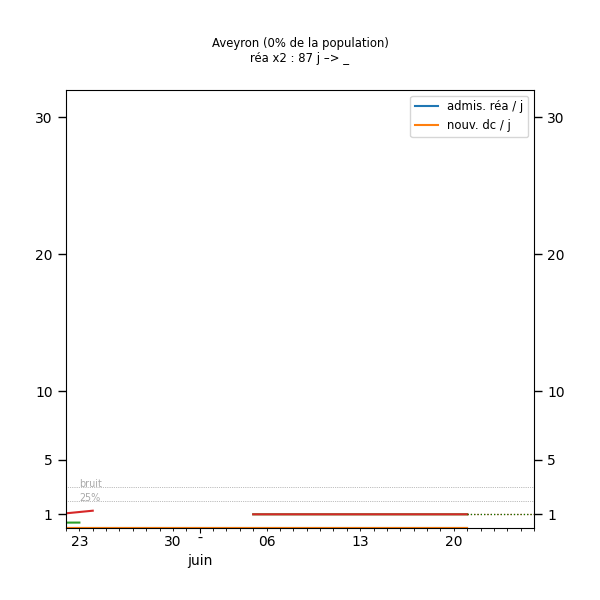 Aveyron (0% de la population)
réa x2 : 87 j –> _
admis. réa / j
nouv. dc / j
30 30
20 20
10 10
5 5
bruit
25%
1 1
23 30 - 06 13 20
juin